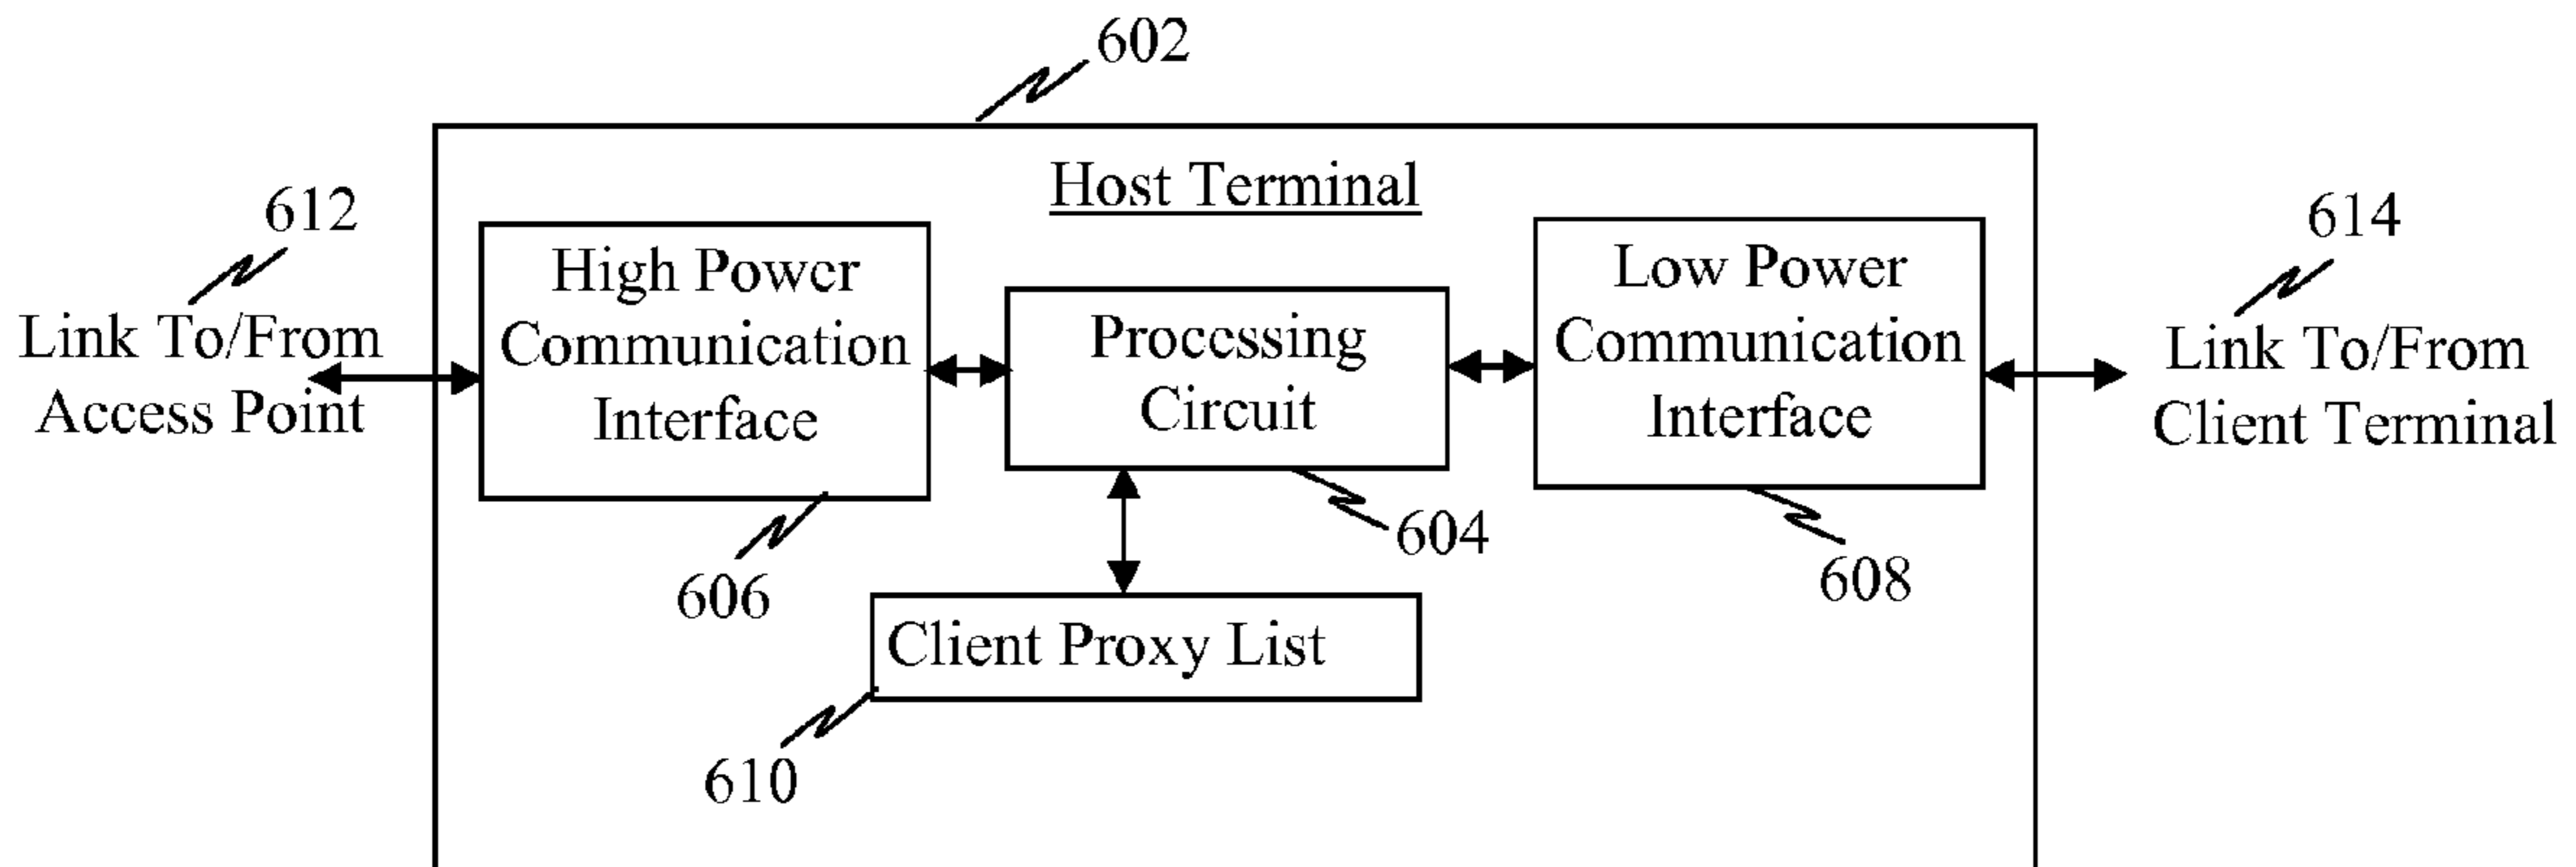 602
Host Terminal
612
Link To/From
Access Point
High Power
Communication
Interface
606
Processing
Circuit
604
Low Power
Communication
Interface
608
614
Link To/From
Client Terminal
Client Proxy List
610